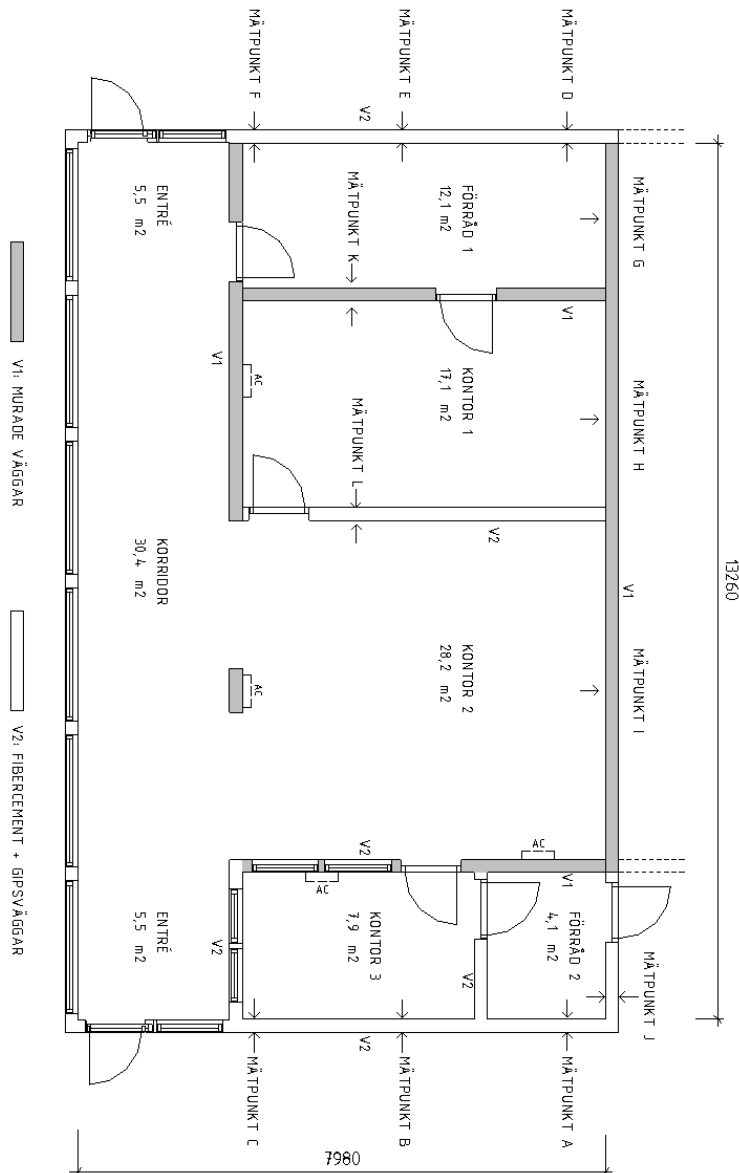 MÄTPUNKT F
MÄTPUNKT E
MÄTPUNKT D
V2
ENTRÉ
5,5 m2
FÖRRÅD 1
12,1 m2
MÄTPUNKT G
MÄTPUNKT K
V1
V1
AC
KONTOR 1
17,1 m2
MÄTPUNKT H
MÄTPUNKT L
V2
KORRIDOR
30,4 m2
V1
13260
KONTOR 2
28,2 m2
MÄTPUNKT I
AC
AC
V2
V1
AC
ENTRÉ
5,5 m2
V2
KONTOR 3
7,9 m2
V2
FÖRRÅD 2
4,1 m2
MÄTPUNKT J
V2
MÄTPUNKT C
MÄTPUNKT B
MÄTPUNKT A
7980
V1: MURADE VÄGGAR
V2: FIBERCEMENT + GIPSVÄGGAR